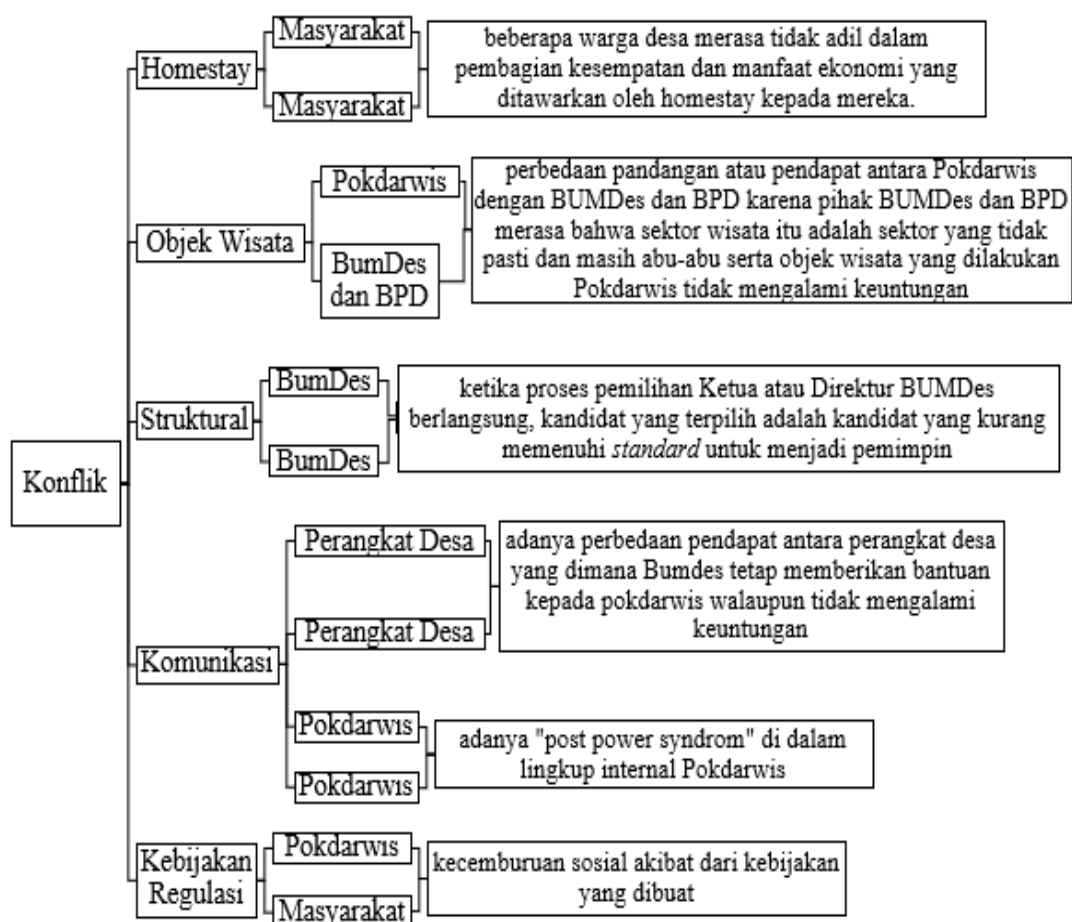 Konflik
Homestay
Masyarakat
Masyarakat
beberapa warga desa merasa tidak adil dalam
pembagian kesempatan dan manfaat ekonomi yang
ditawarkan oleh homestay kepada mereka.
Objek Wisata
Pokdarwis
BumDes
dan BPD
perbedaan pandangan atau pendapat antara Pokdarwis
dengan BUMDes dan BPD karena pihak BUMDes dan BPD
merasa bahwa sektor wisata itu adalah sektor yang tidak
pasti dan masih abu-abu serta objek wisata yang dilakukan
Pokdarwis tidak mengalami keuntungan
Struktural
BumDes
BumDes
ketika proses pemilihan Ketua atau Direktur BUMDes
berlangsung, kandidat yang terpilih adalah kandidat yang kurang
memenuhi standard untuk menjadi pemimpin
Komunikasi
Perangkat Desa
Perangkat Desa
adanya perbedaan pendapat antara perangkat desa
yang dimana Bumdes tetap memberikan bantuan
kepada pokdarwis walaupun tidak mengalami
keuntungan
Pokdarwis
Pokdarwis
adanya "post power syndrom" di dalam
lingkup internal Pokdarwis
Kebijakan
Regulasi
Pokdarwis
Masyarakat
kecemburuan sosial akibat dari kebijakan
yang dibuat